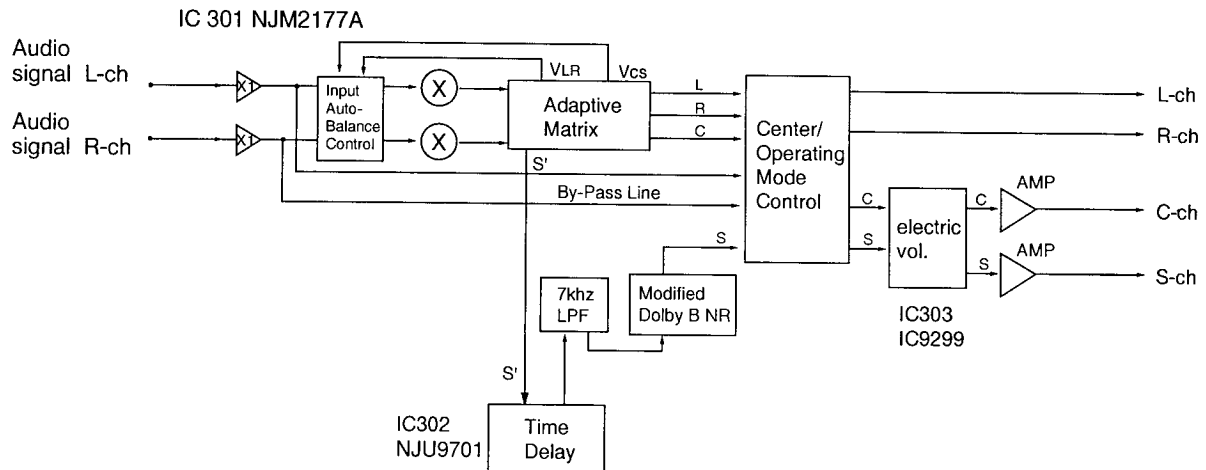 IC 301 NJM2177A
Audio
signal L-ch
Audio
signal R-ch
X1
X1
Input
Auto-
Balance
Control
X
X
VLR
Vcs
Adaptive
Matrix
L
R
C
S'
By-Pass Line
S
Center/
Operating
Mode
Control
C
S
electric
vol.
C
S
AMP
AMP
L-ch
R-ch
C-ch
S-ch
IC303
IC9299
7khz
LPF
Modified
Dolby B NR
S'
IC302
NJU9701
Time
Delay